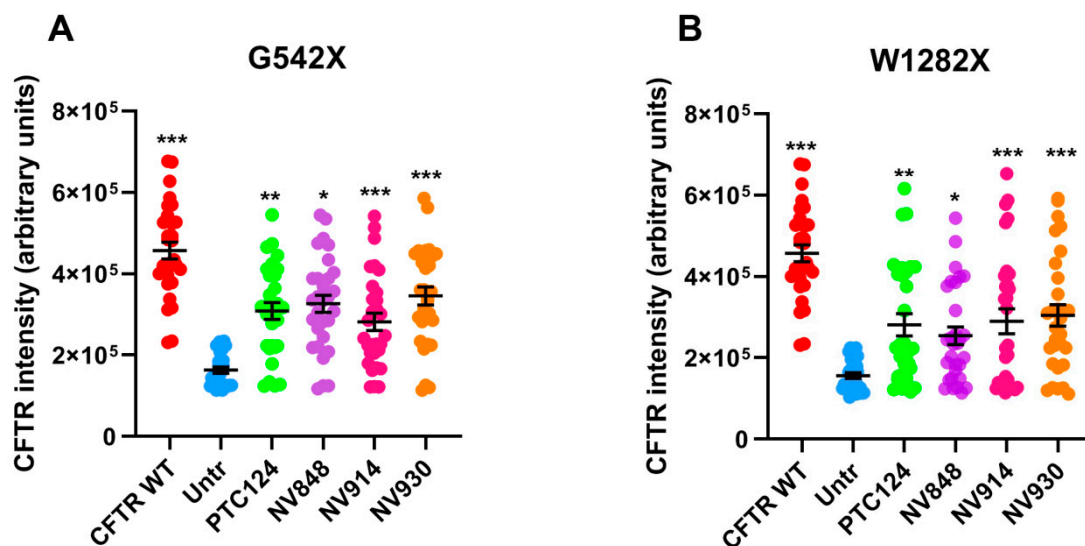 A
G542X
CFTR intensity (arbitrary units)
8×10⁵
6×10⁵
4×10⁵
2×10⁵
0
***
**
*
***
***
CFTR WT
Untr
PTC124
NV848
NV914
NV930
B
W1282X
CFTR intensity (arbitrary units)
8×10⁵
6×10⁵
4×10⁵
2×10⁵
0
***
**
*
***
***
CFTR WT
Untr
PTC124
NV848
NV914
NV930